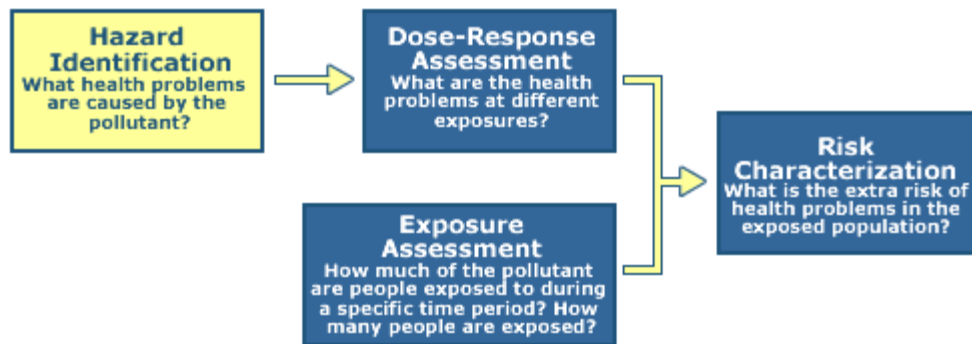 Hazard
Identification
What health problems
are caused by the
pollutant?
Dose-Response
Assessment
What are the health
problems at different
exposures?
Exposure
Assessment
How much of the pollutant
are people exposed to during
a specific time period? How
many people are exposed?
Risk
Characterization
What is the extra risk of
health problems in the
exposed population?